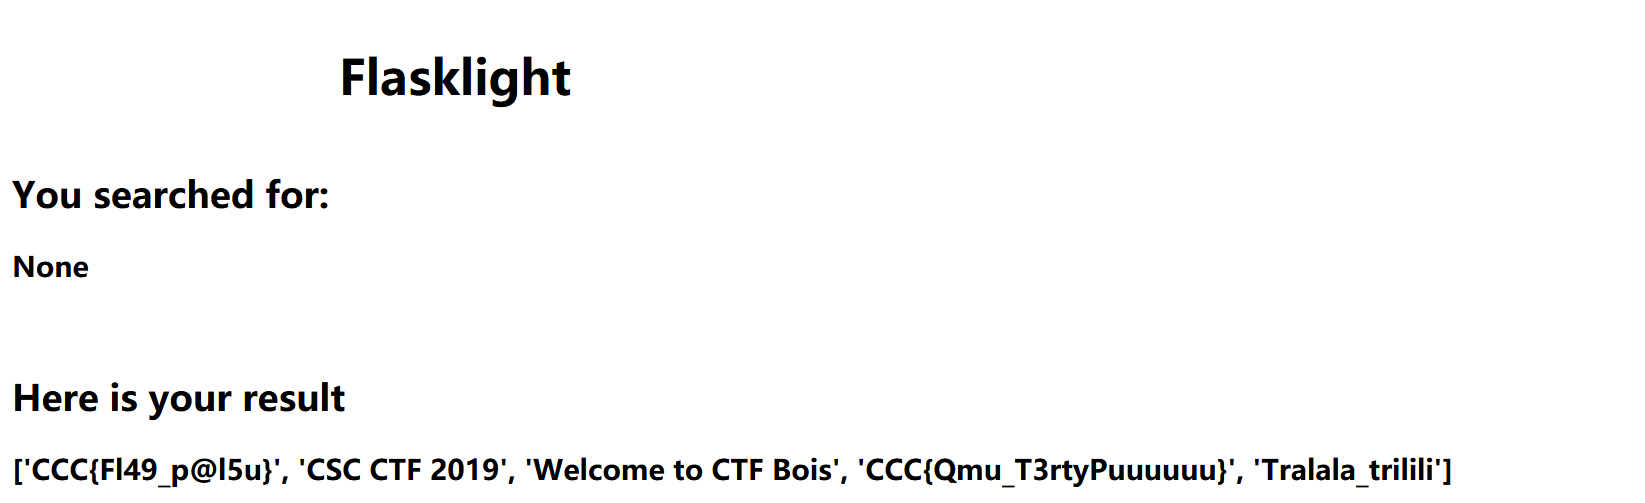 Flasklight
You searched for:
None
Here is your result
['CCC{Fl49_p@l5u}', 'CSC CTF 2019', 'Welcome to CTF Bois', 'CCC{Qmu_T3rtyPuuuuuu}', 'Tralala_trilili']